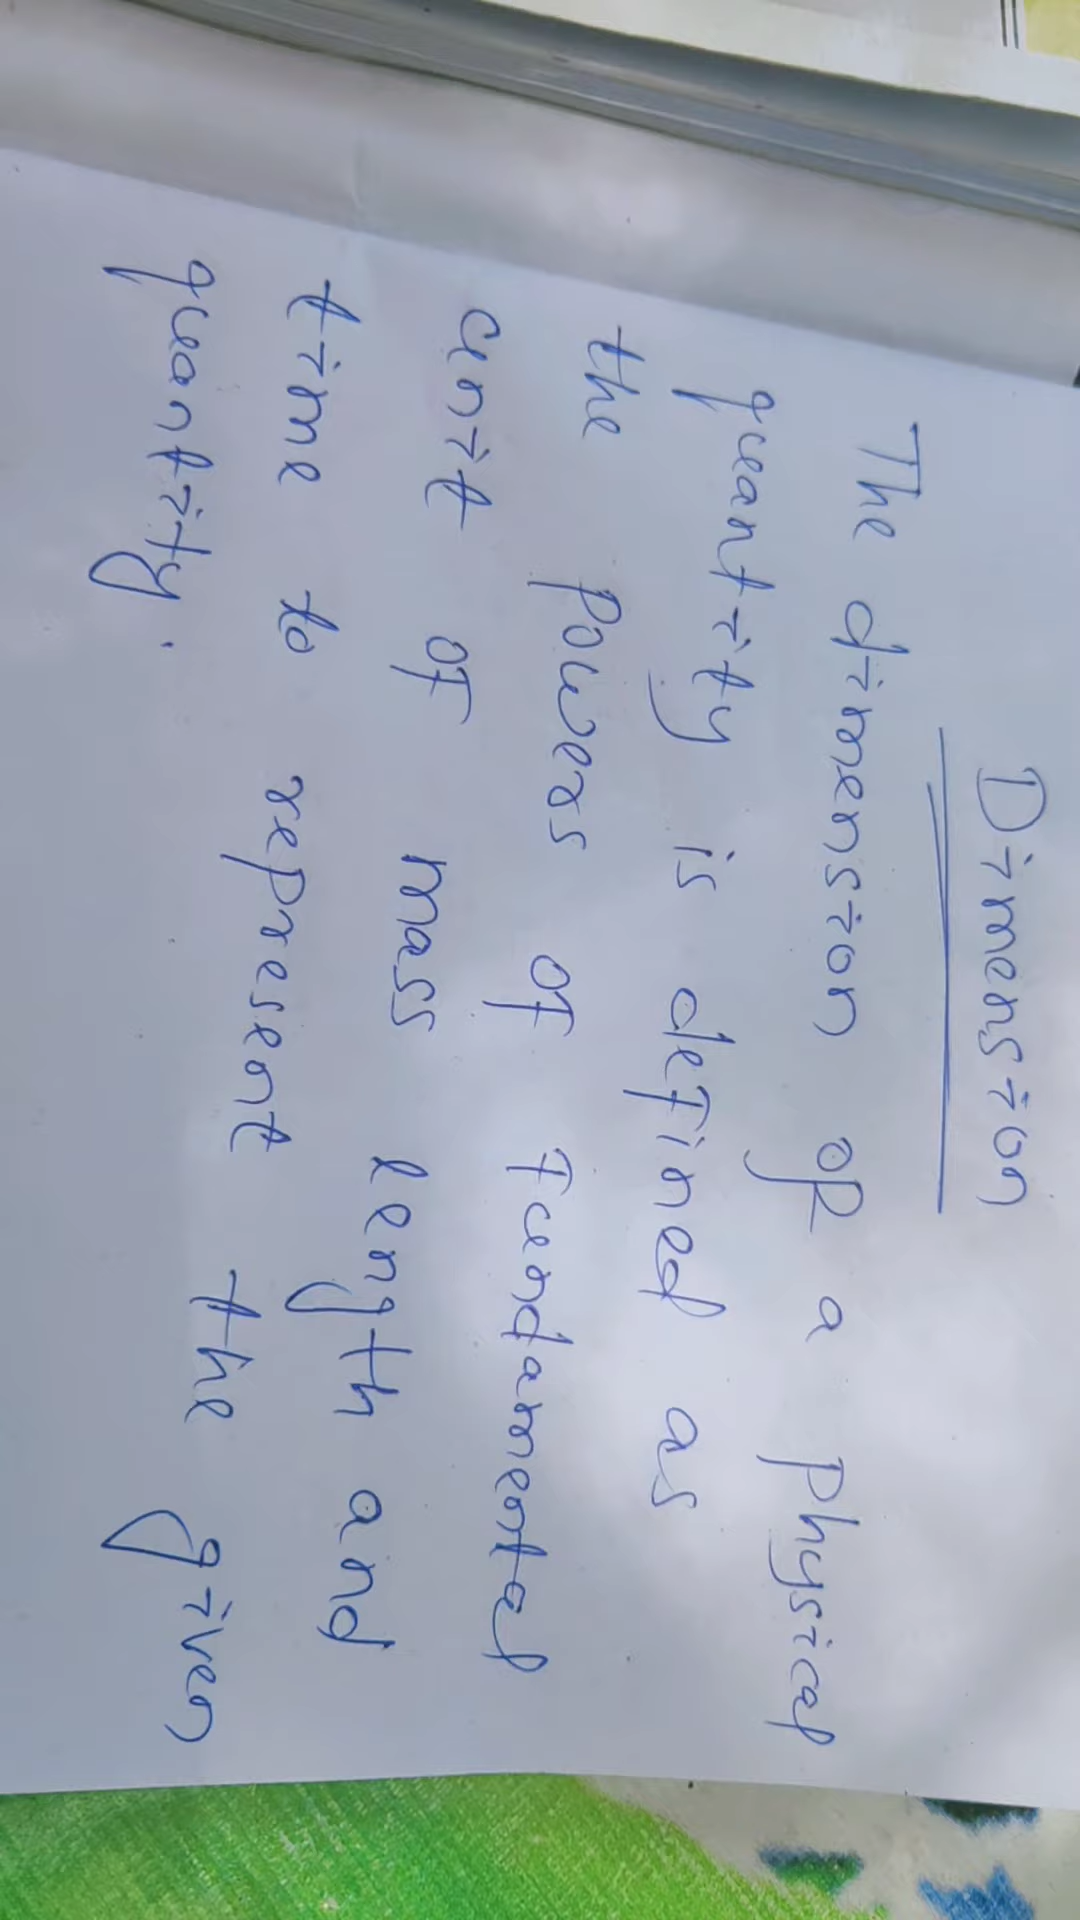 Dimension
The dimension of a physical
quantity is defined as
the powers of fundamental
unit of mass length and
time to represent the given
quantity.